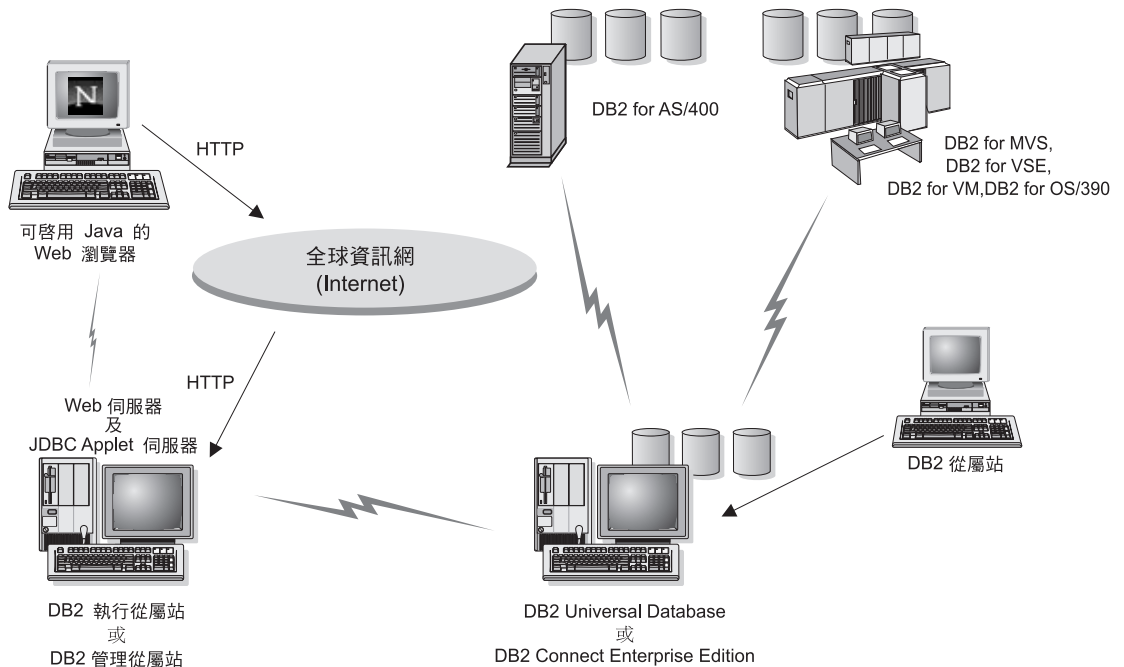 N
HTTP
可啓用 Java 的
Web 瀏覽器
DB2 for AS/400
DB2 for MVS,
DB2 for VSE,
DB2 for VM,DB2 for OS/390
全球資訊網
(Internet)
HTTP
Web 伺服器
及
JDBC Applet 伺服器
DB2 從屬站
DB2 執行從屬站
或
DB2 管理從屬站
DB2 Universal Database
或
DB2 Connect Enterprise Edition